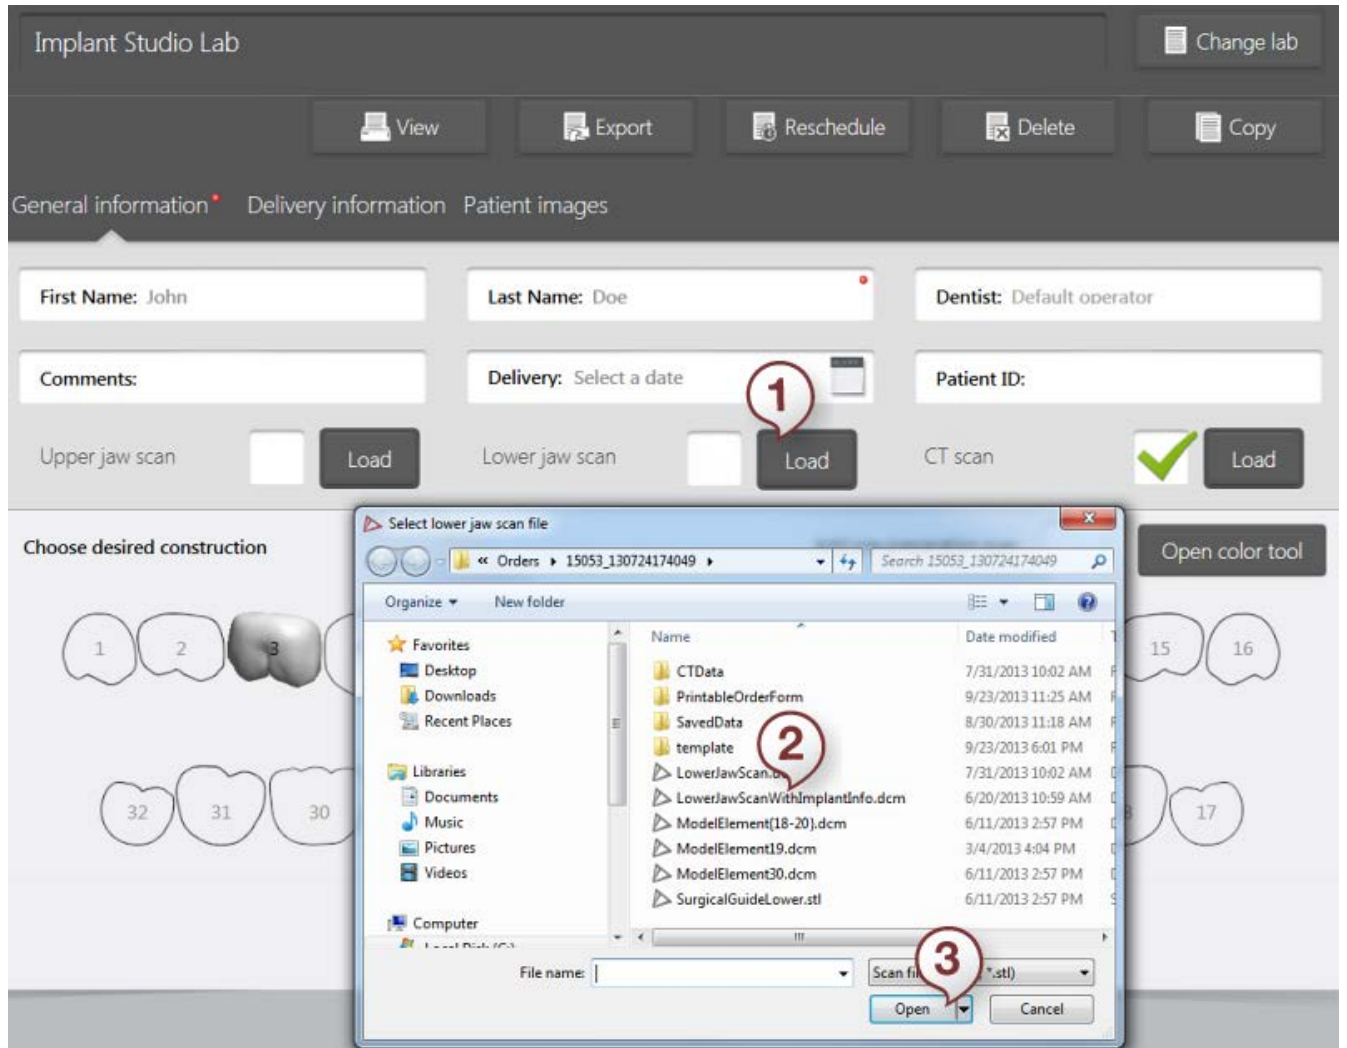 Implant Studio Lab
Change lab
View Export Reschedule Delete Copy
General information Delivery information Patient images
First Name: John Last Name: Doe Dentist: Default operator
Comments: Delivery: Select a date Patient ID:
1
Upper jaw scan Load Lower jaw scan Load CT scan Load
Select lower jaw scan file
Choose desired construction
Open color tool
« Orders 15053_130724174049 Search 15053_130724174049
Organize New folder
Name Date modified
Favorites
Desktop
Downloads
Recent Places
Libraries
Documents
Music
Pictures
Videos
Computer
Local Disk (C:)
CTData 7/31/2013 10:02 AM
PrintableOrderForm 9/23/2013 11:25 AM
SavedData 8/30/2013 11:18 AM
template 9/23/2013 6:01 PM
2
LowerJawScan. 7/31/2013 10:02 AM
LowerJawScanWithImplantInfo.dcm 6/20/2013 10:59 AM
ModelElement{18-20}.dcm 6/11/2013 2:57 PM
ModelElement19.dcm 3/4/2013 4:04 PM
ModelElement30.dcm 6/11/2013 2:57 PM
SurgicalGuideLower.stl 6/11/2013 2:57 PM
3
File name: Scan fil *.stl)
Open Cancel
1 2 3 15 16
32 31 30 17